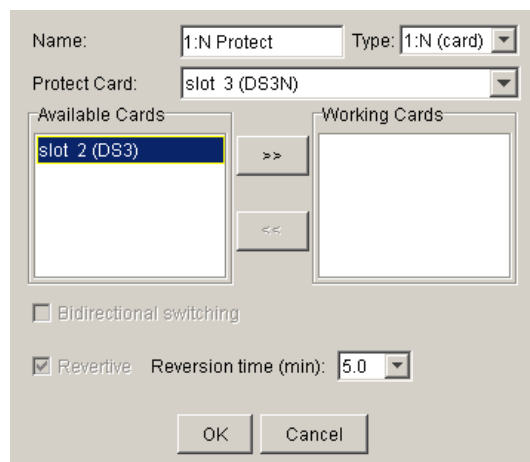 Name: 1:N Protect Type: 1:N (card)
Protect Card: slot 3 (DS3N)
Available Cards Working Cards
slot 2 (DS3)
>>
<<
Bidirectional switching
Revertive Reversion time (min): 5.0
OK Cancel